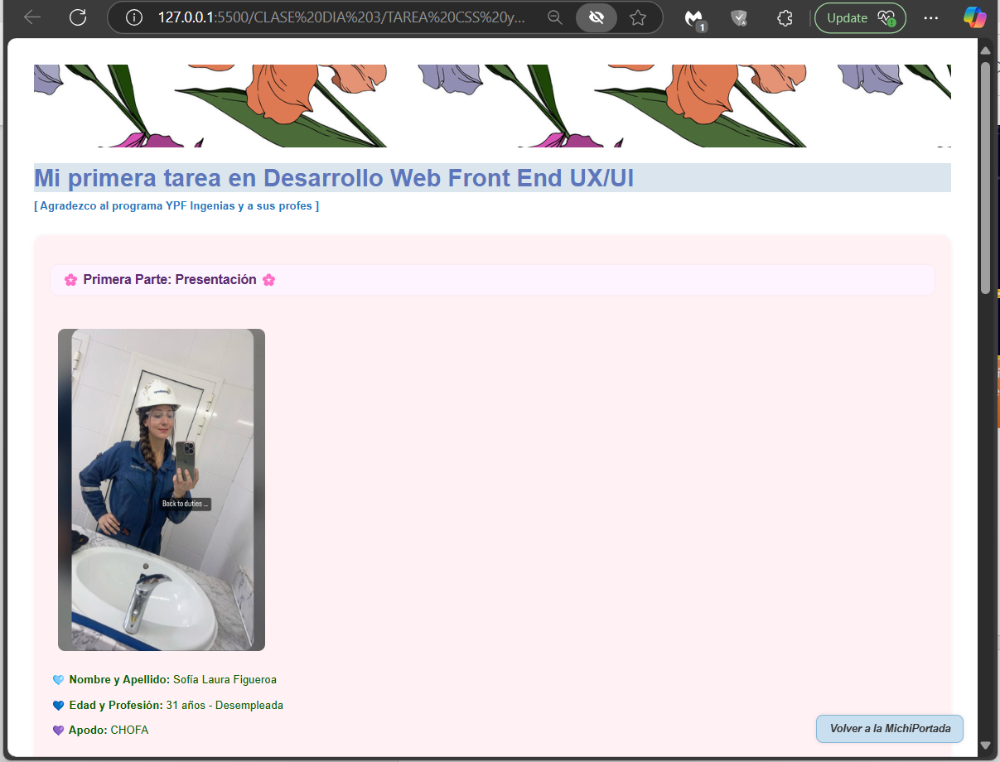 127.0.0.1:5500/CLASE%20DIA%203/TAREA%20CSS%20y...
1
Update
Mi primera tarea en Desarrollo Web Front End UX/UI
[ Agradezco al programa YPF Ingenias y a sus profes ]
Primera Parte: Presentación
Back to duties ...
Nombre y Apellido: Sofía Laura Figueroa
Edad y Profesión: 31 años - Desempleada
Apodo: CHOFA
Volver a la MichiPortada